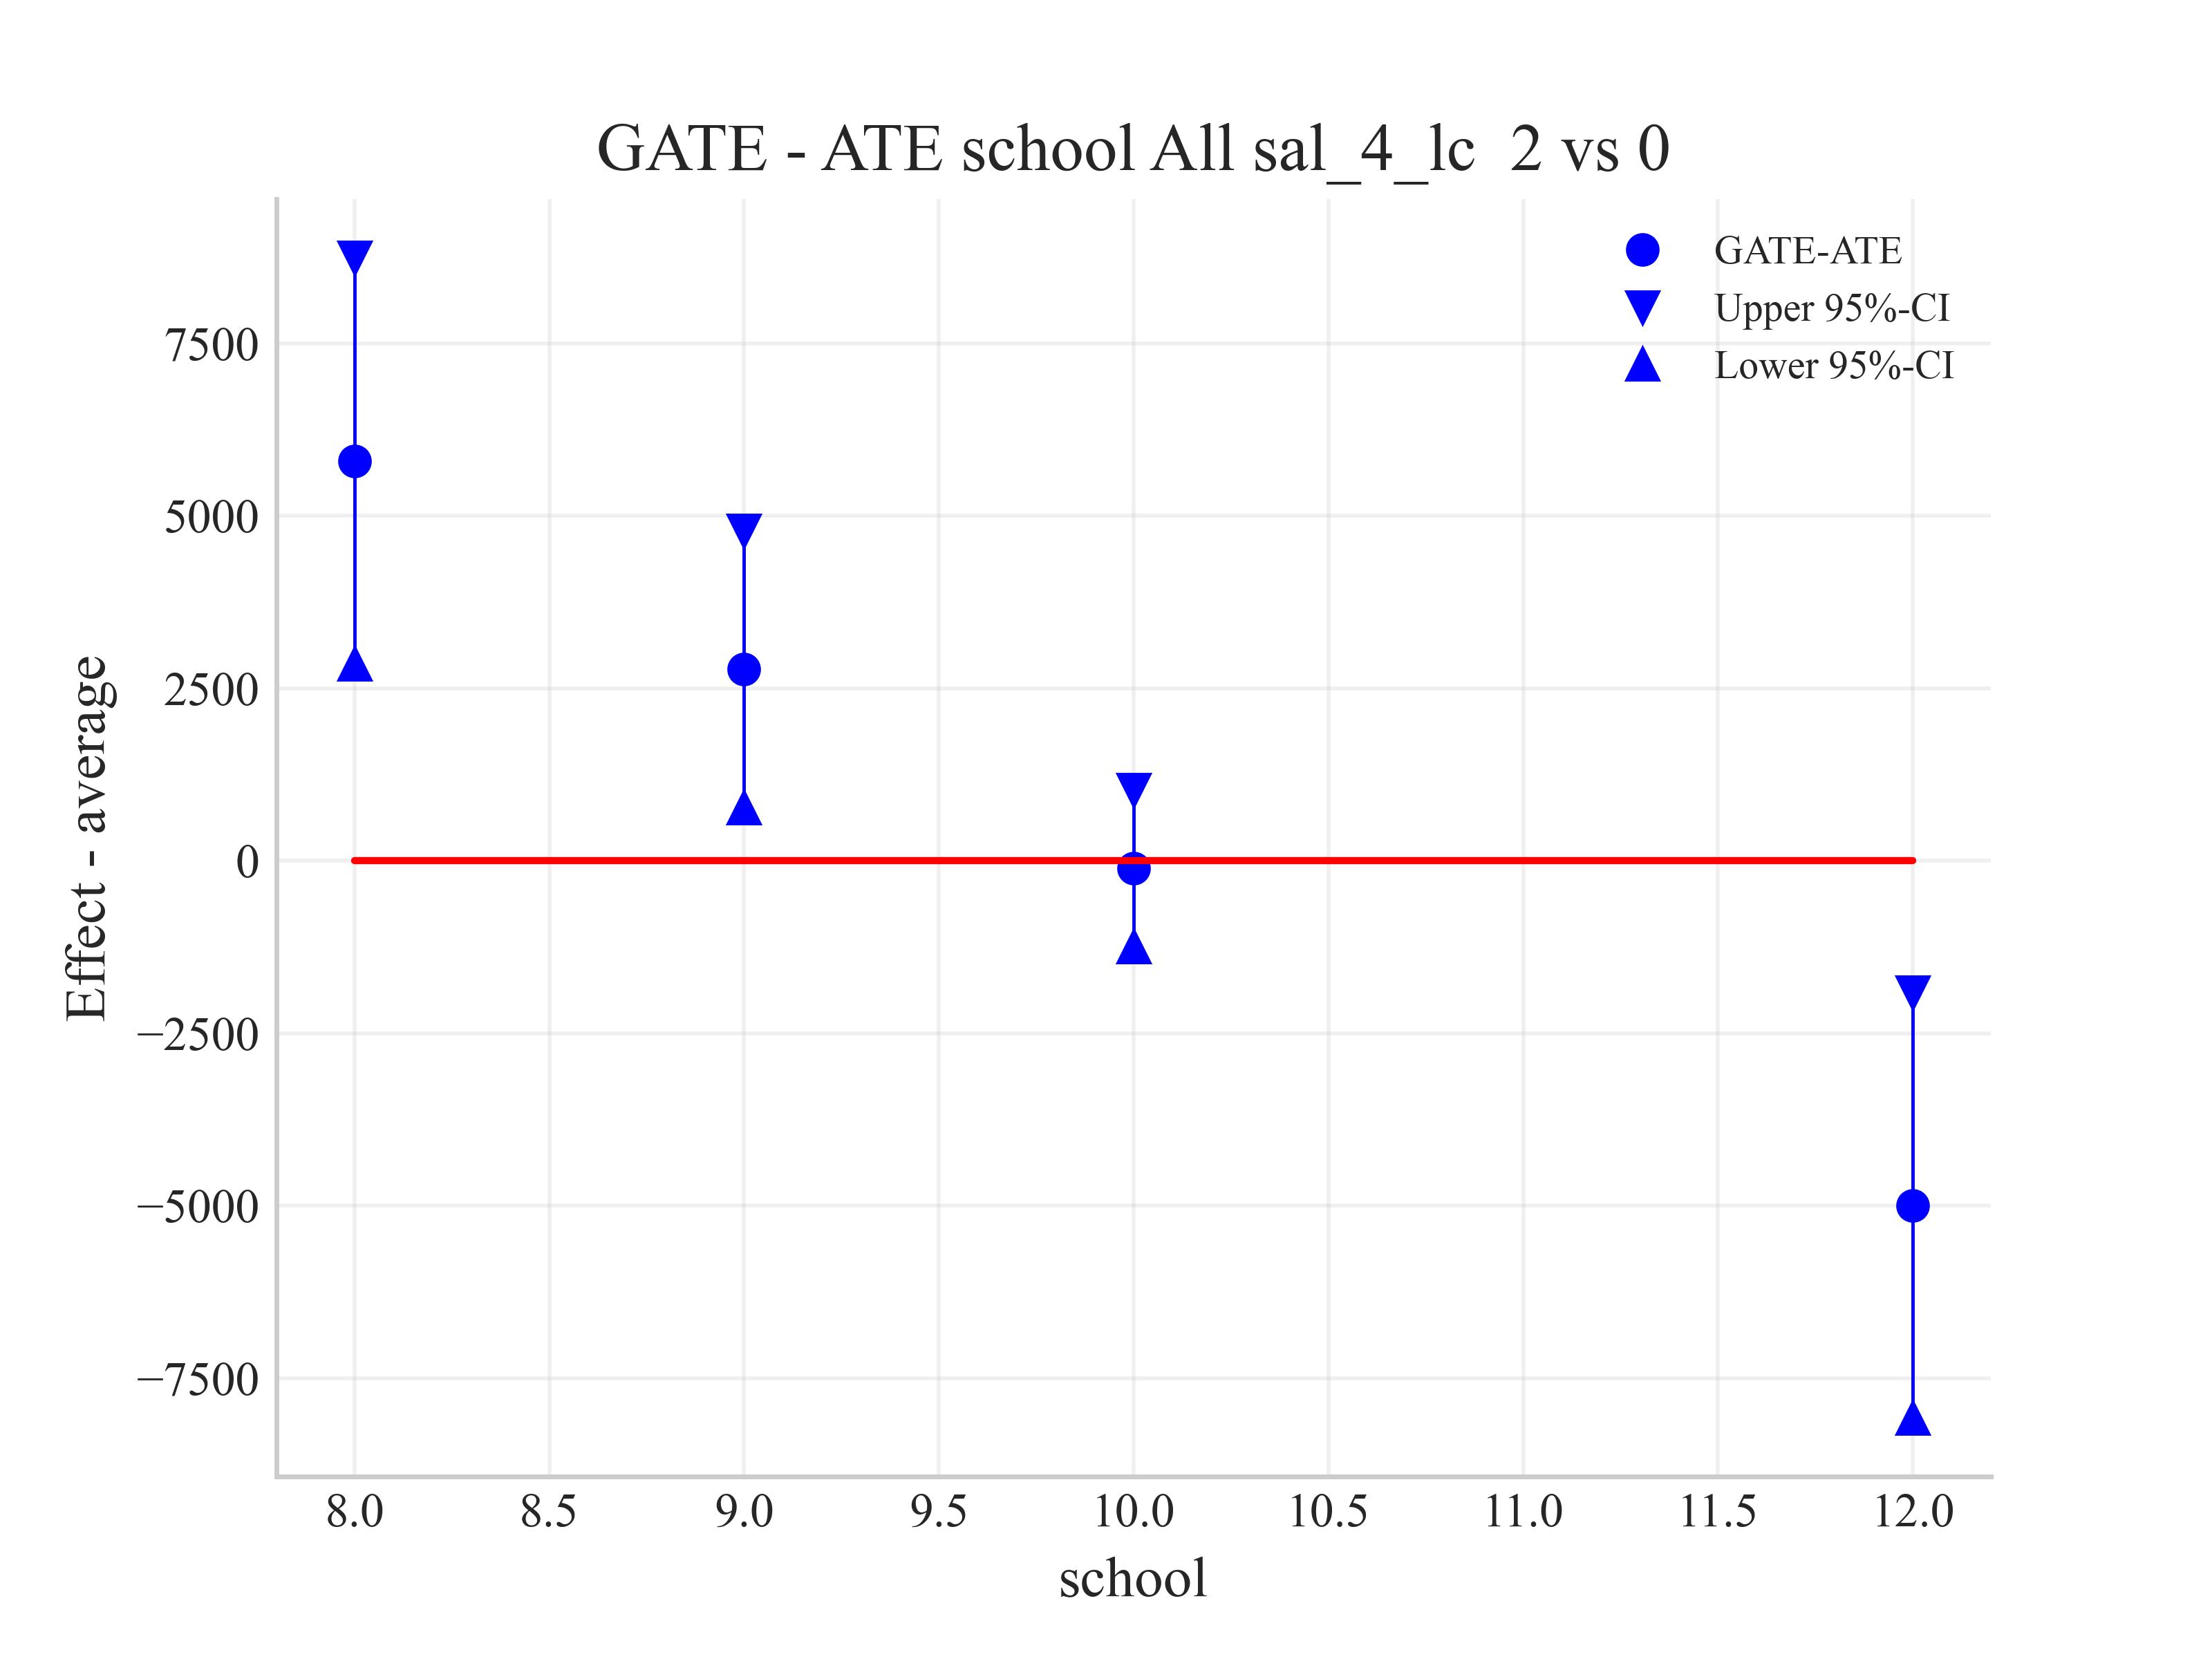 GATE - ATE school All sal_4_lc  2 vs 0
GATE-ATE
Upper 95%-CI
Lower 95%-CI
Effect - average
7500
5000
2500
0
−2500
−5000
−7500
8.0 8.5 9.0 9.5 10.0 10.5 11.0 11.5 12.0
school